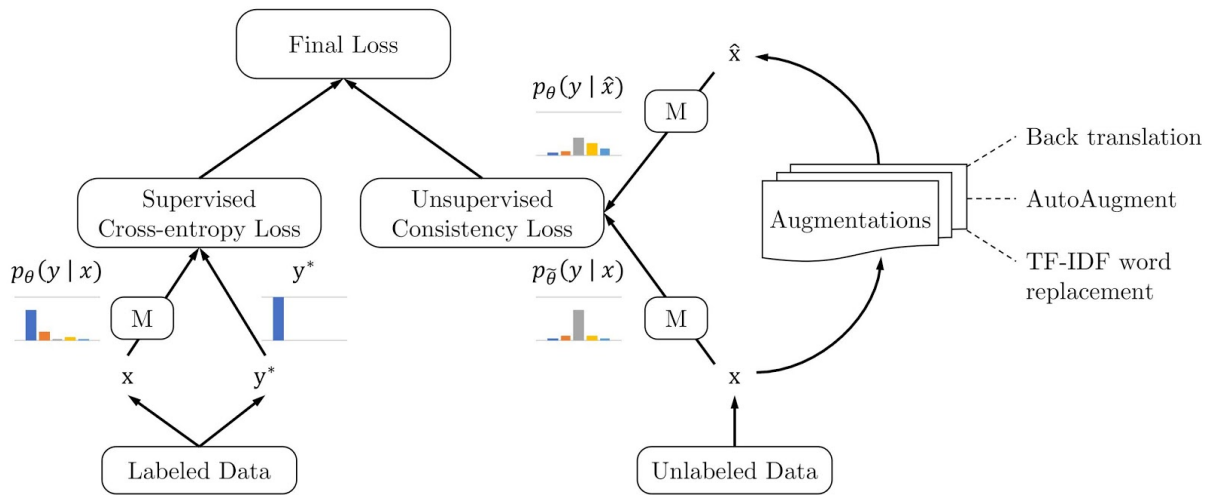 Final Loss
x̂
p_θ(y | x̂)
M
Back translation
Supervised
Cross-entropy Loss
Unsupervised
Consistency Loss
Augmentations
AutoAugment
TF-IDF word
replacement
p_θ(y | x)
y*
p_θ̃(y | x)
M
M
x
y*
x
Labeled Data
Unlabeled Data